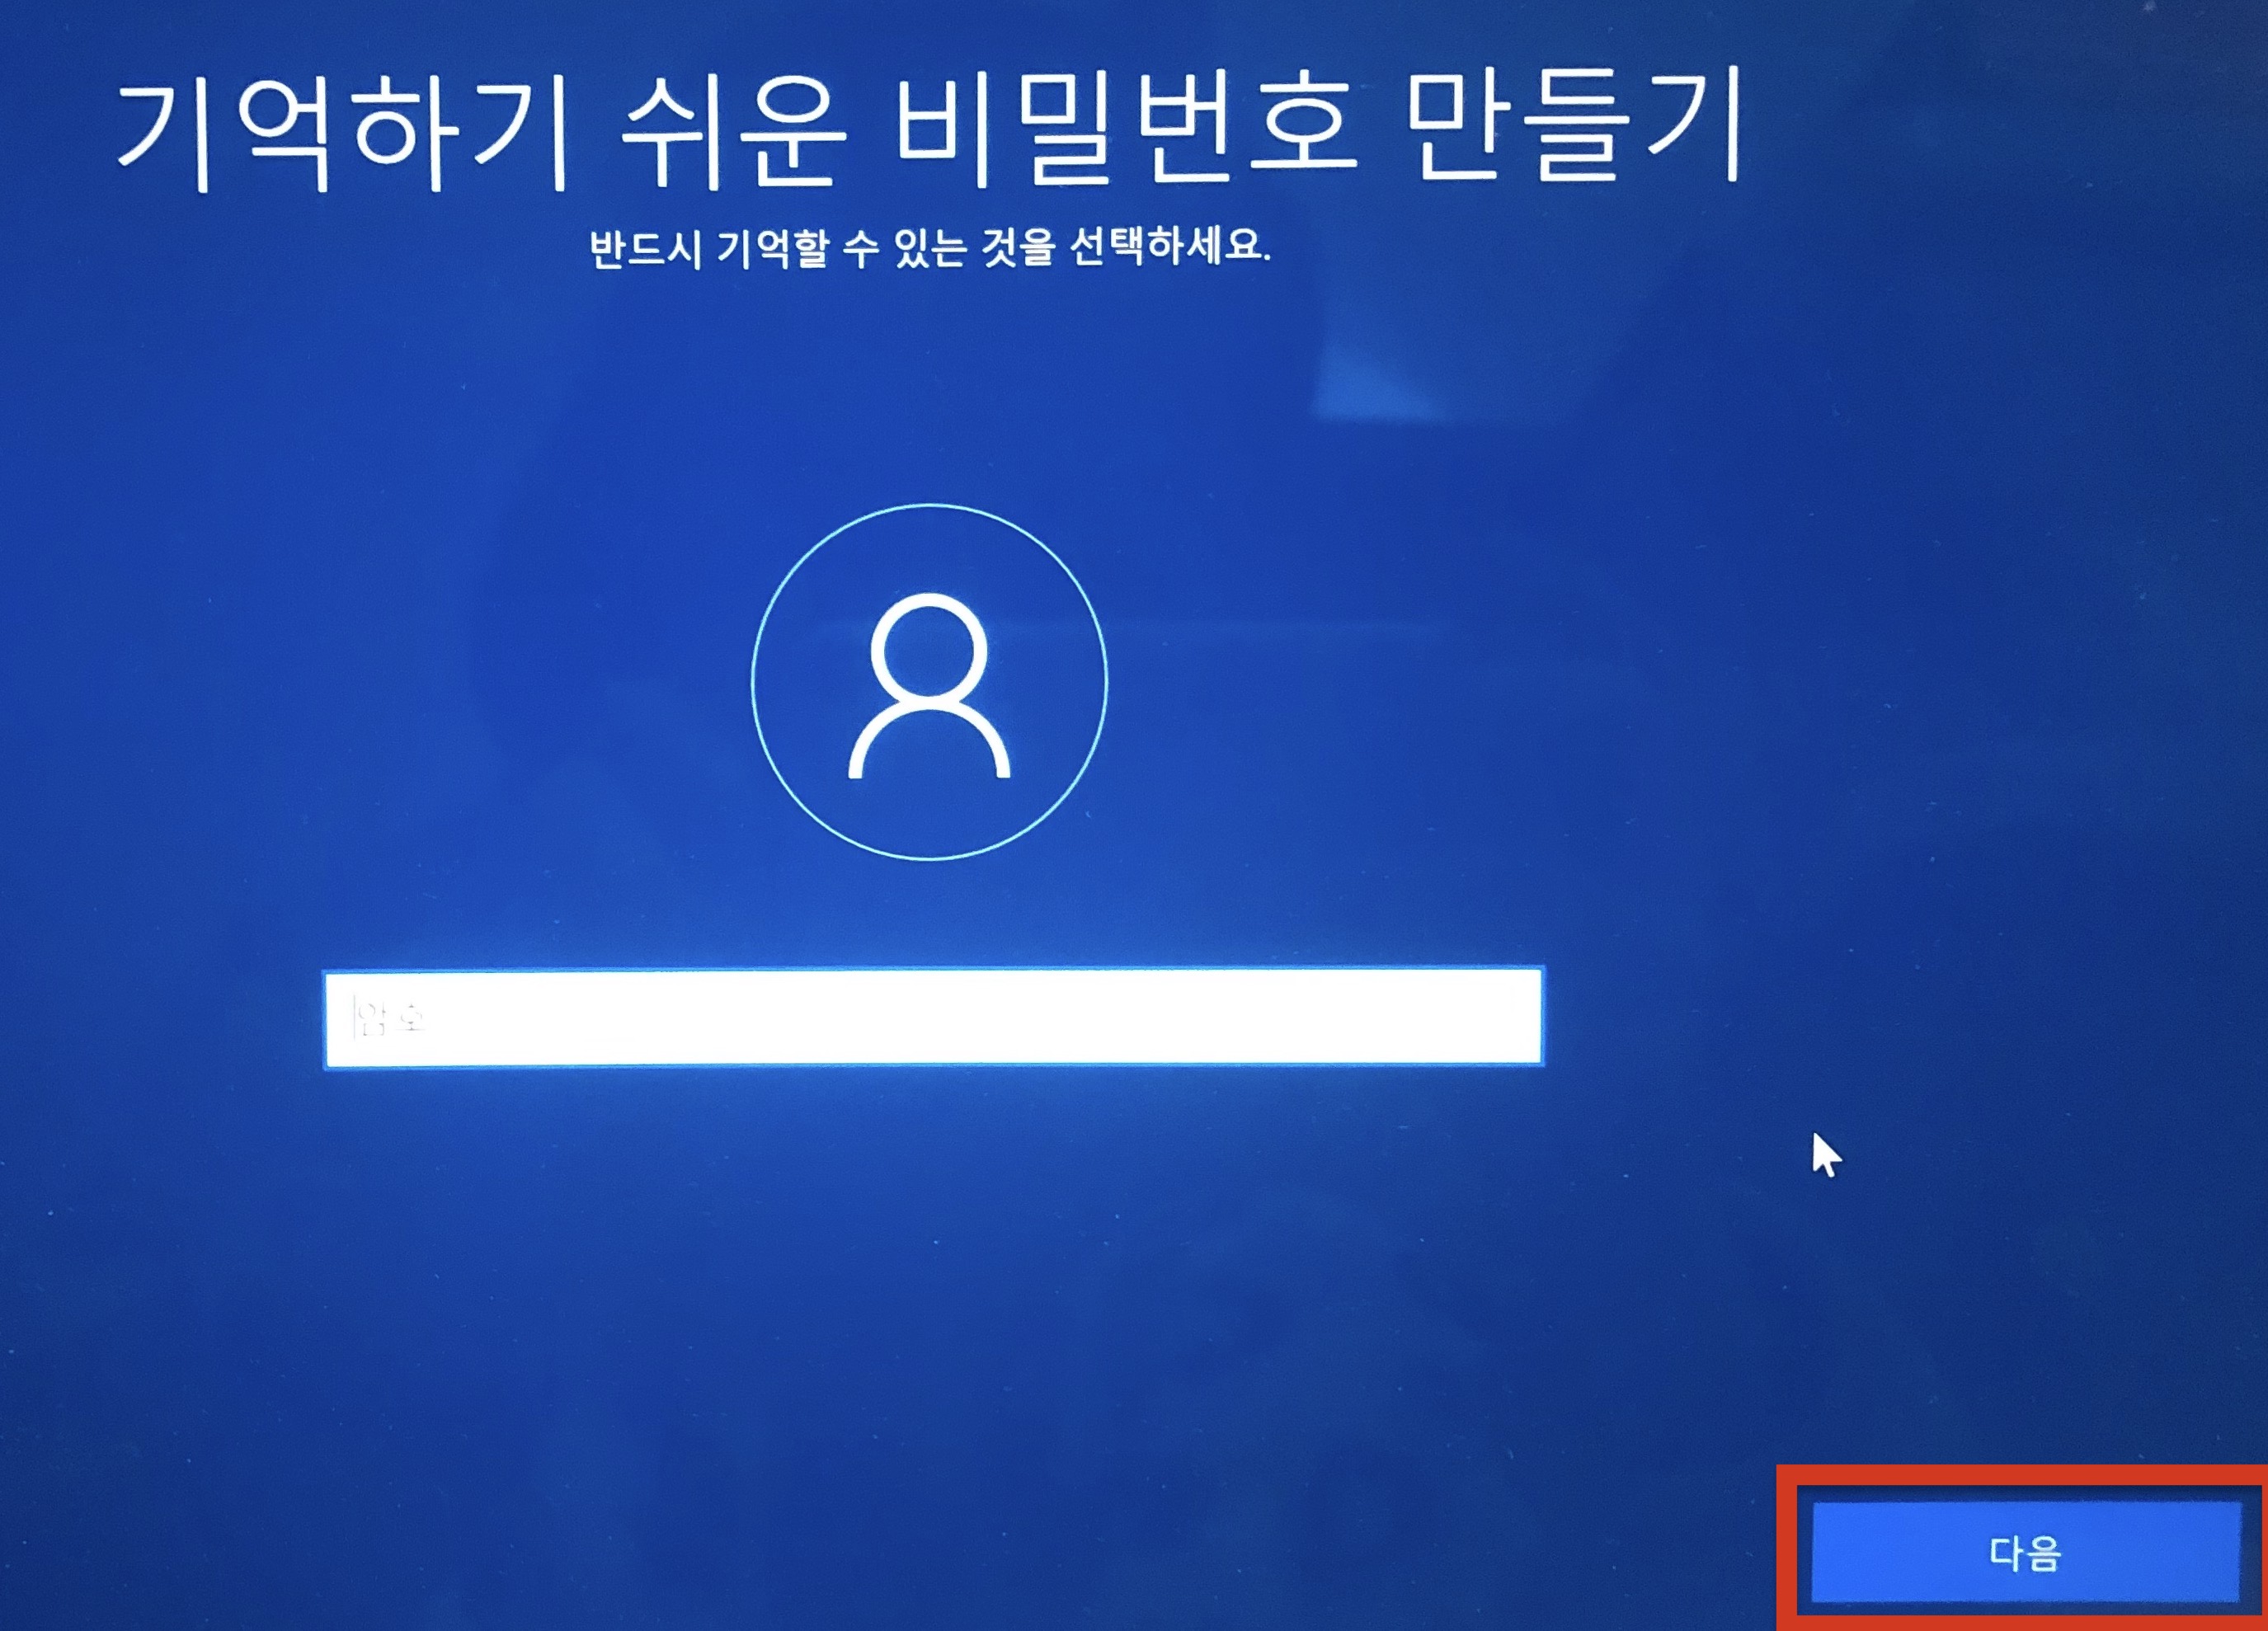 기억하기 쉬운 비밀번호 만들기
반드시 기억할 수 있는 것을 선택하세요.
암호
다음